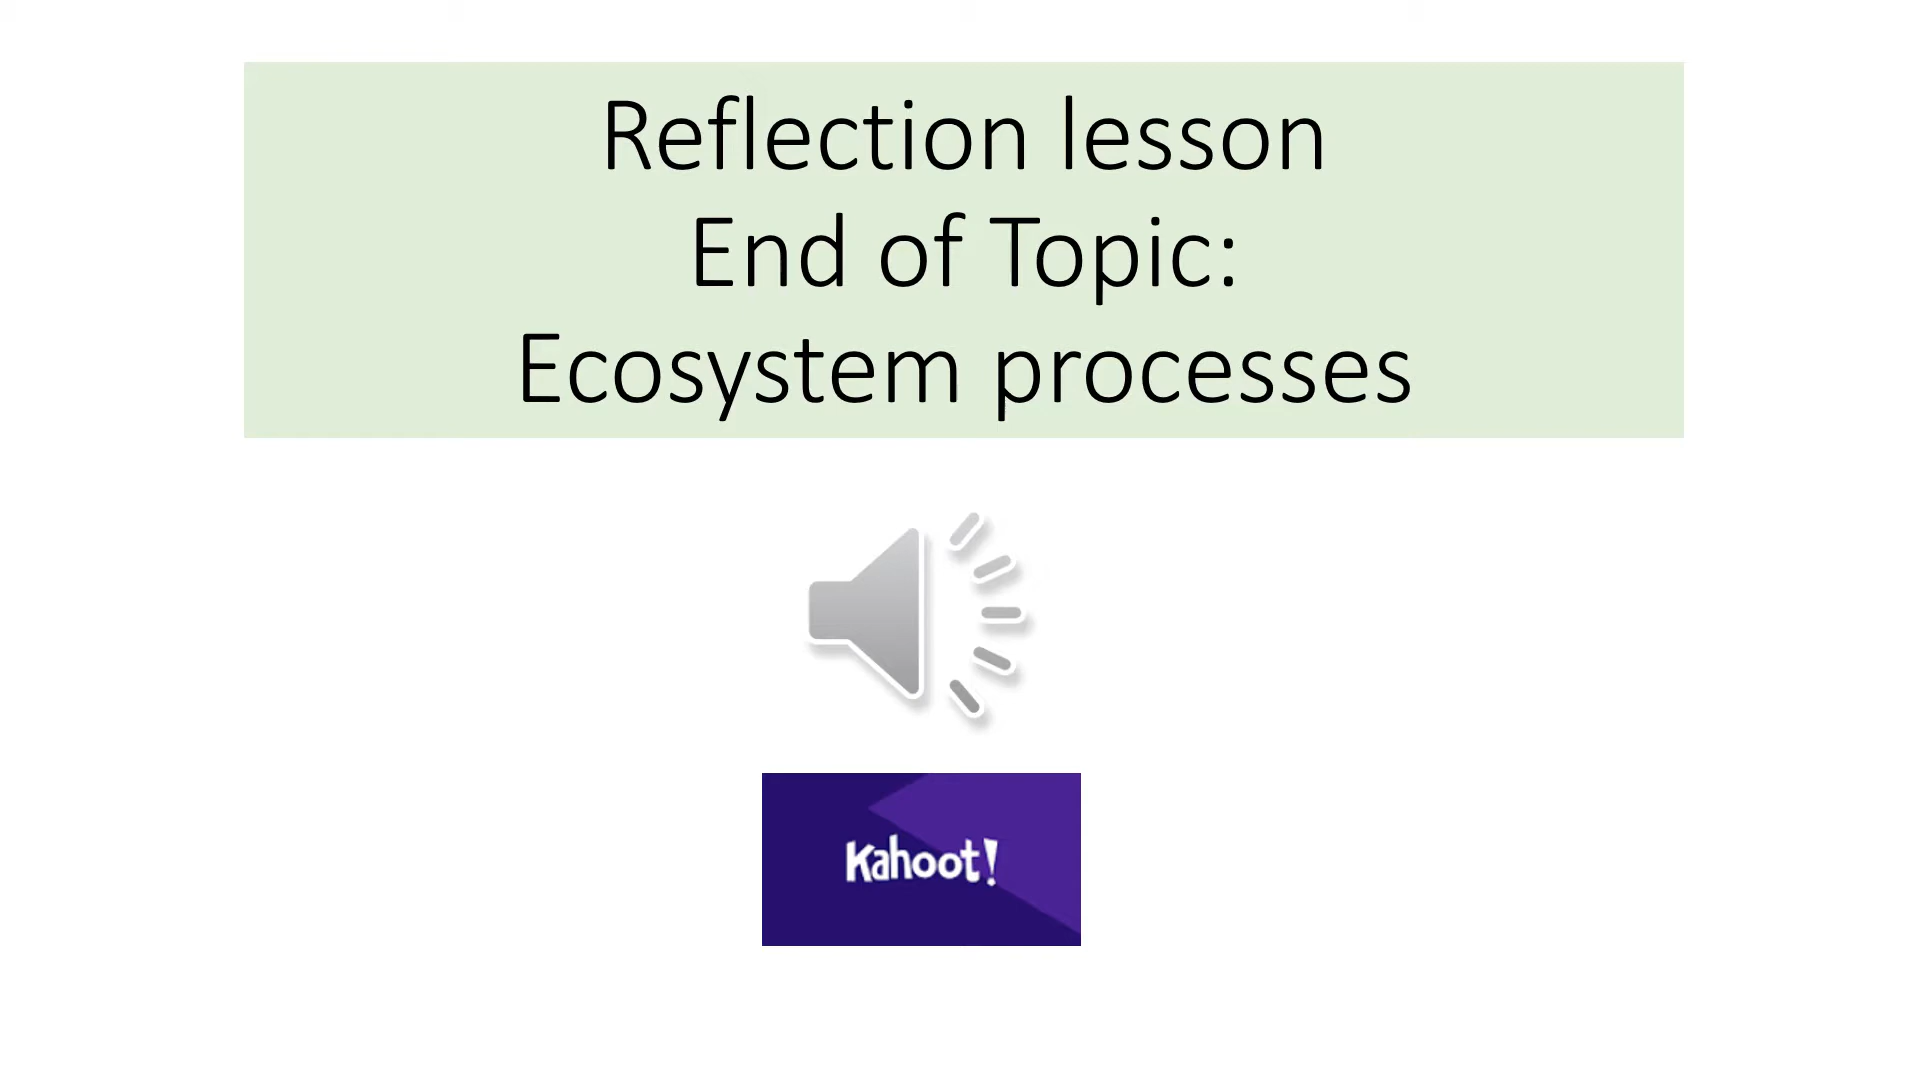 Reflection lesson
End of Topic:
Ecosystem processes
Kahoot!